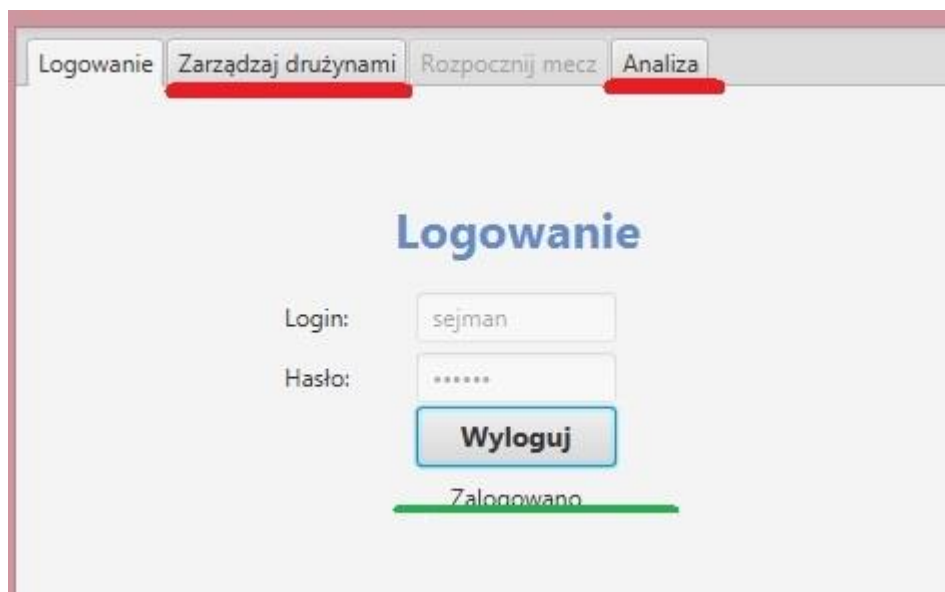 Logowanie Zarządzaj drużynami Rozpocznij mecz Analiza
Logowanie
Login: sejman
Hasło: ••••••
Wyloguj
Zalogowano